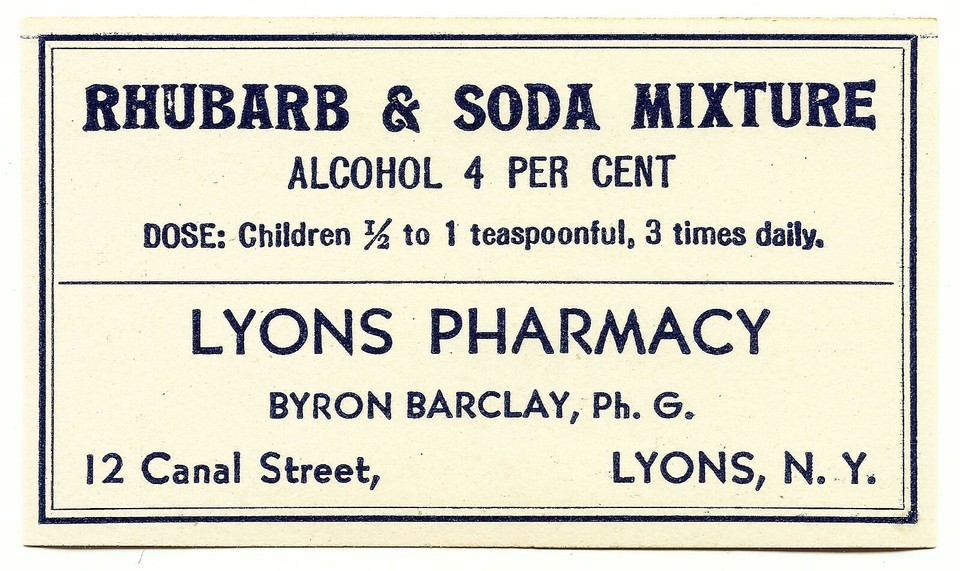 RHUBARB & SODA MIXTURE
ALCOHOL 4 PER CENT
DOSE: Children ½ to 1 teaspoonful, 3 times daily.
LYONS PHARMACY
BYRON BARCLAY, Ph. G.
12 Canal Street, LYONS, N. Y.